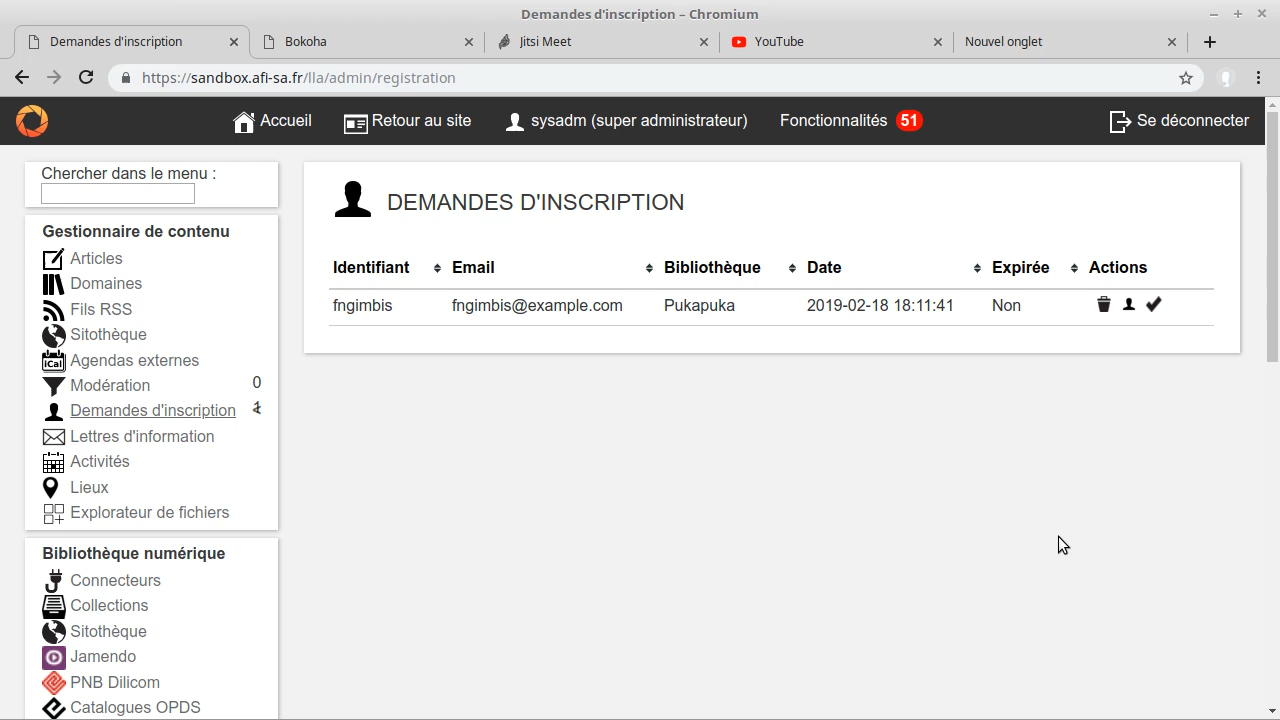 Demandes d'inscription – Chromium
Demandes d'inscription
Bokoha
Jitsi Meet
YouTube
Nouvel onglet
https://sandbox.afi-sa.fr/lla/admin/registration
Accueil
Retour au site
sysadm (super administrateur)
Fonctionnalités 51
Se déconnecter
Chercher dans le menu :
Gestionnaire de contenu
Articles
Domaines
Fils RSS
Sitothèque
iCal Agendas externes
Modération 0
Demandes d'inscription
Lettres d'information
Activités
Lieux
Explorateur de fichiers
Bibliothèque numérique
Connecteurs
Collections
Sitothèque
Jamendo
PNB Dilicom
Catalogues OPDS
DEMANDES D'INSCRIPTION
Identifiant Email Bibliothèque Date Expirée Actions
fngimbis fngimbis@example.com Pukapuka 2019-02-18 18:11:41 Non